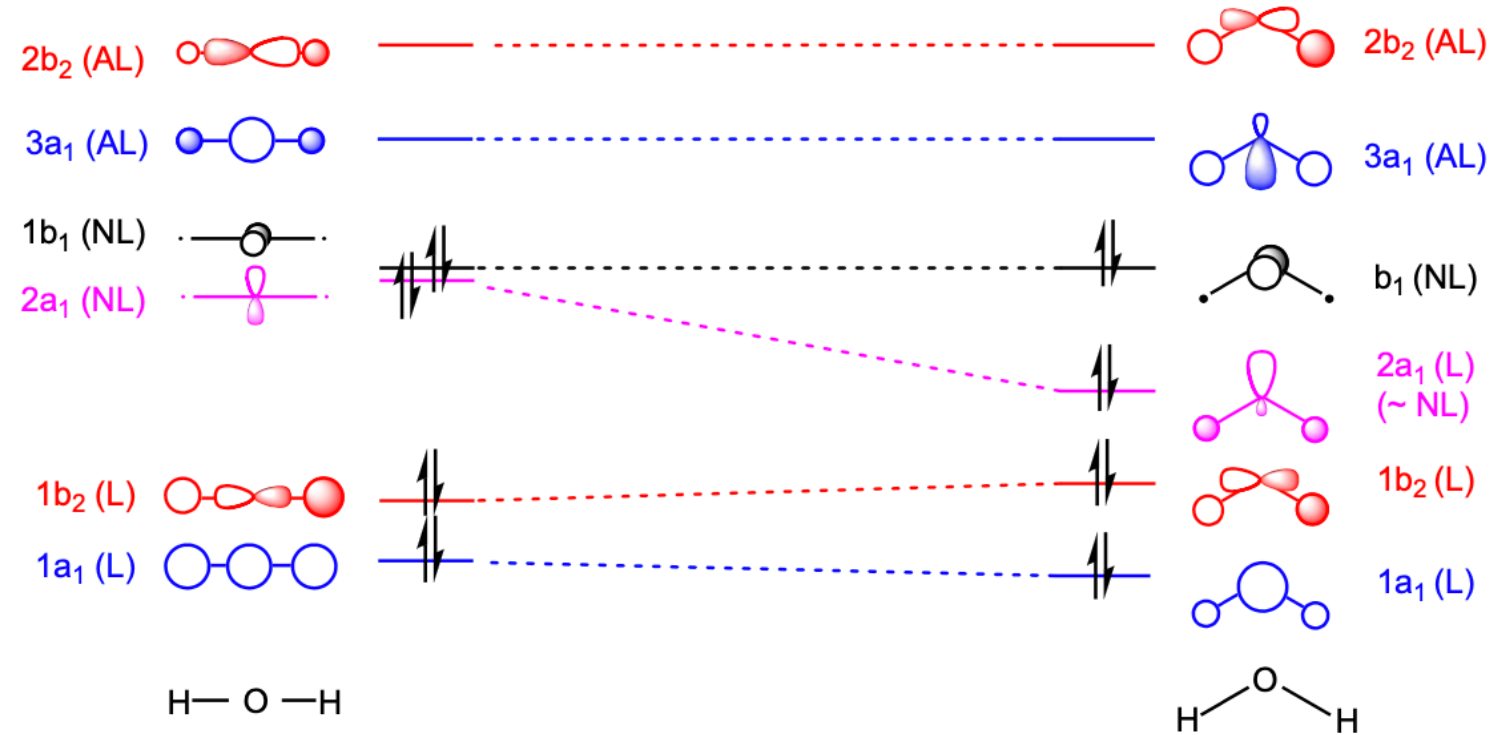 2b₂ (AL)
3a₁ (AL)
1b₁ (NL)
2a₁ (NL)
1b₂ (L)
1a₁ (L)
H — O — H
2b₂ (AL)
3a₁ (AL)
b₁ (NL)
2a₁ (L)
(~ NL)
1b₂ (L)
1a₁ (L)
O
H H